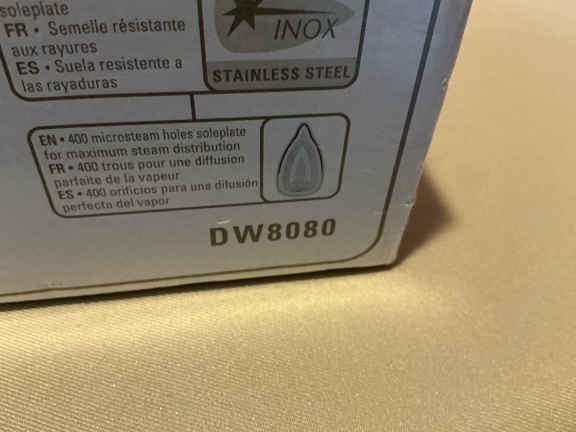 soleplate
FR • Semelle résistante
aux rayures
ES • Suela resistente a
las rayaduras
INOX
STAINLESS STEEL
EN • 400 microsteam holes soleplate
for maximum steam distribution
FR • 400 trous pour une diffusion
parfaite de la vapeur
ES • 400 orificios para una difusión
perfecta del vapor
DW8080